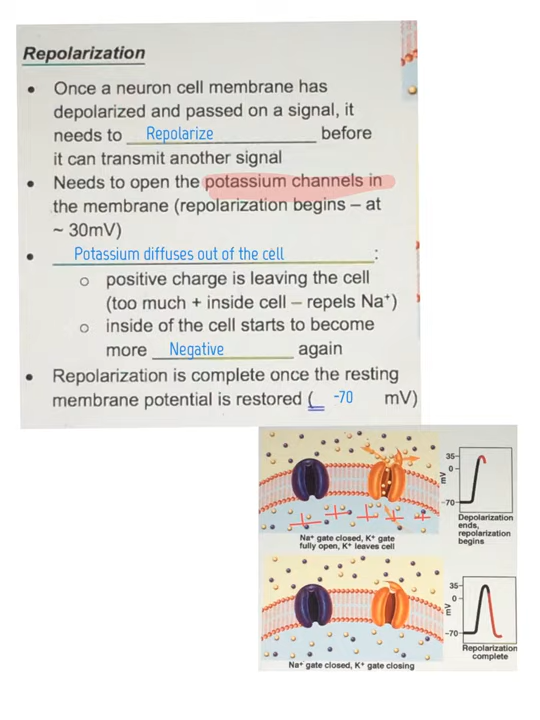 Repolarization
• Once a neuron cell membrane has
depolarized and passed on a signal, it
needs to Repolarize before
it can transmit another signal
• Needs to open the potassium channels in
the membrane (repolarization begins – at
~ 30mV)
• Potassium diffuses out of the cell :
o positive charge is leaving the cell
(too much + inside cell – repels Na⁺)
o inside of the cell starts to become
more Negative again
• Repolarization is complete once the resting
membrane potential is restored ( -70 mV)
35
0
mV
-70
Na⁺ gate closed, K⁺ gate
fully open, K⁺ leaves cell
Depolarization
ends,
repolarization
begins
35
0
mV
-70
Na⁺ gate closed, K⁺ gate closing
Repolarization
complete